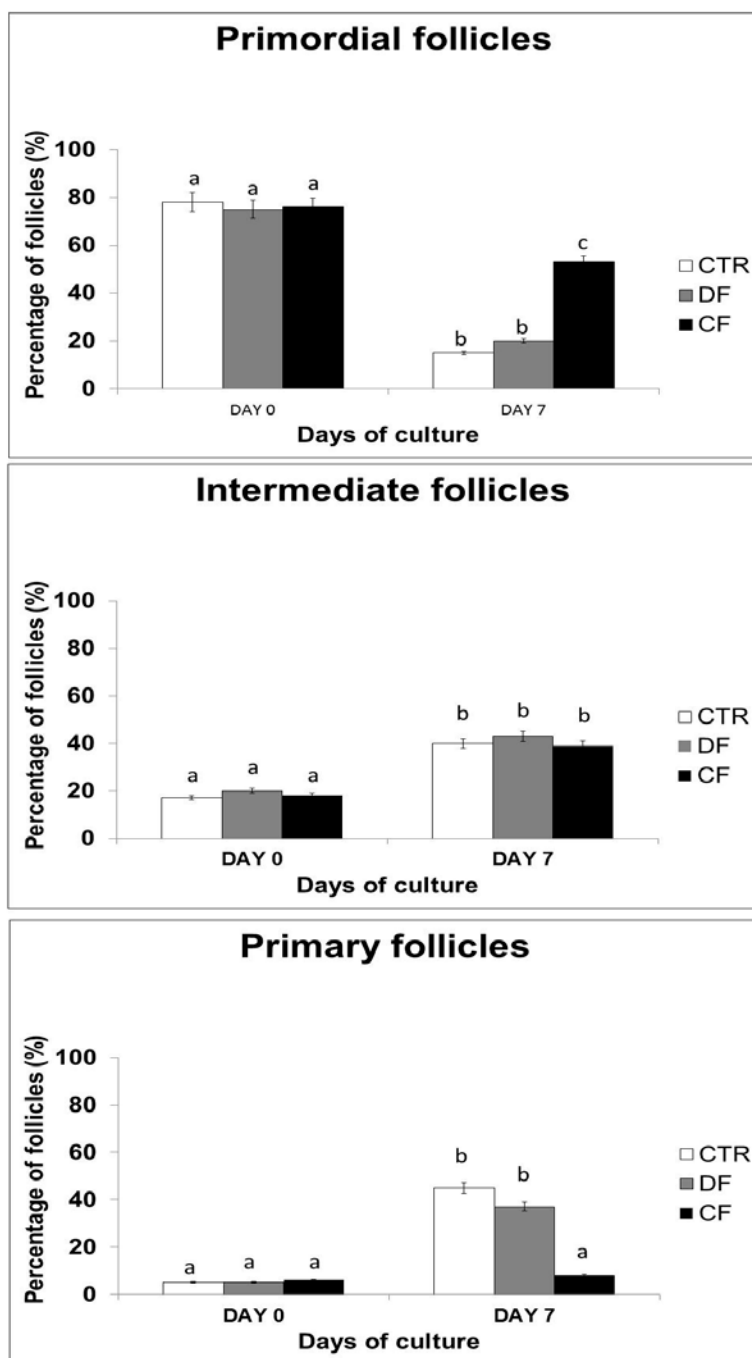 Primordial follicles
Percentage of follicles (%)
100
80
60
40
20
0
a a a
b b c
CTR
DF
CF
DAY 0 DAY 7
Days of culture
Intermediate follicles
Percentage of follicles (%)
100
80
60
40
20
0
a a a
b b b
CTR
DF
CF
DAY 0 DAY 7
Days of culture
Primary follicles
Percentage of follicles (%)
100
80
60
40
20
0
a a a
b b a
CTR
DF
CF
DAY 0 DAY 7
Days of culture